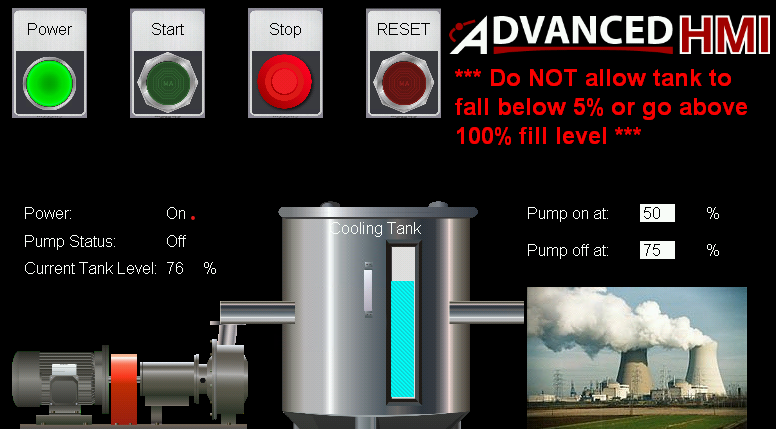 Power
Start
Stop
RESET
ADVANCED HMI
*** Do NOT allow tank to
fall below 5% or go above
100% fill level ***
Power: On
Pump Status: Off
Current Tank Level: 76 %
Cooling Tank
Pump on at: 50 %
Pump off at: 75 %